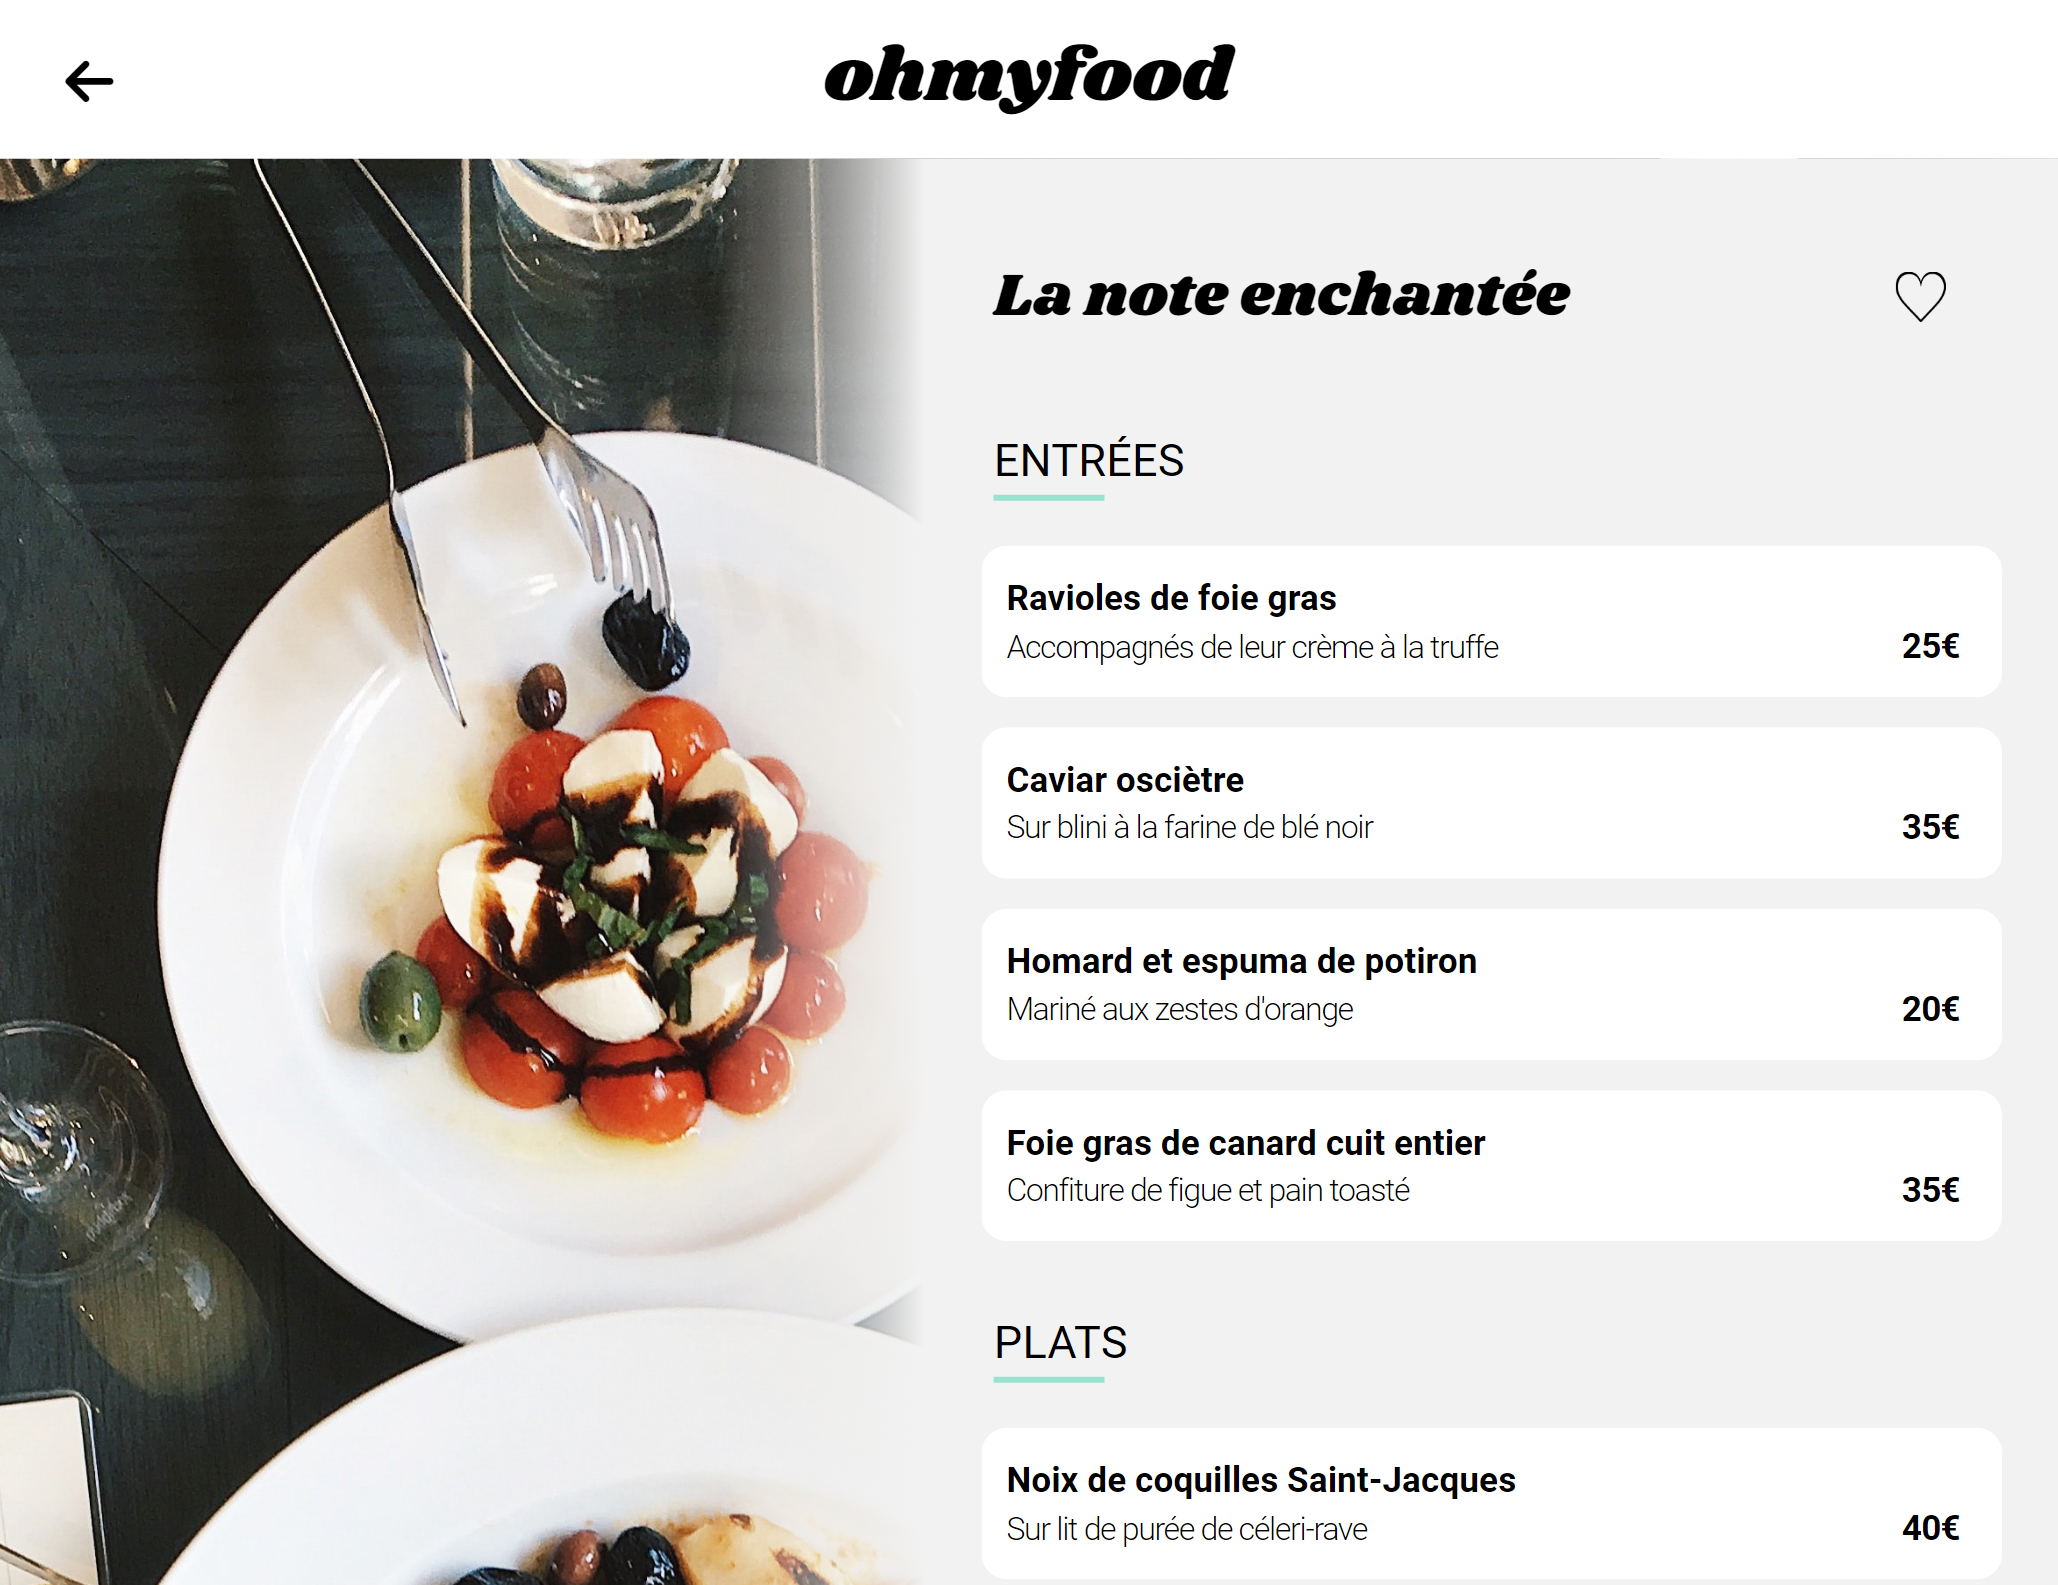 ohmyfood
La note enchantée
ENTRÉES
Ravioles de foie gras
Accompagnés de leur crème à la truffe
25€
Caviar osciètre
Sur blini à la farine de blé noir
35€
Homard et espuma de potiron
Mariné aux zestes d'orange
20€
Foie gras de canard cuit entier
Confiture de figue et pain toasté
35€
PLATS
Noix de coquilles Saint-Jacques
Sur lit de purée de céleri-rave
40€